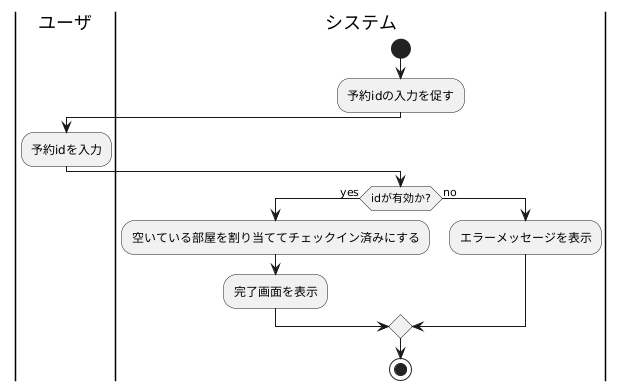 ユーザ
システム
予約idの入力を促す
予約idを入力
idが有効か?
yes
no
空いている部屋を割り当ててチェックイン済みにする
エラーメッセージを表示
完了画面を表示